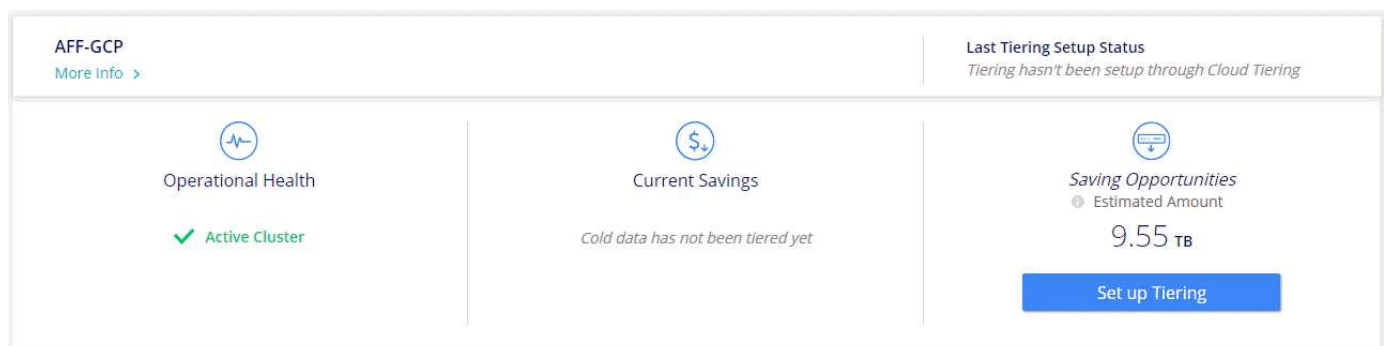 AFF-GCP
More Info >
Last Tiering Setup Status
Tiering hasn't been setup through Cloud Tiering
Operational Health
Active Cluster
Current Savings
Cold data has not been tiered yet
Saving Opportunities
Estimated Amount
9.55 TB
Set up Tiering